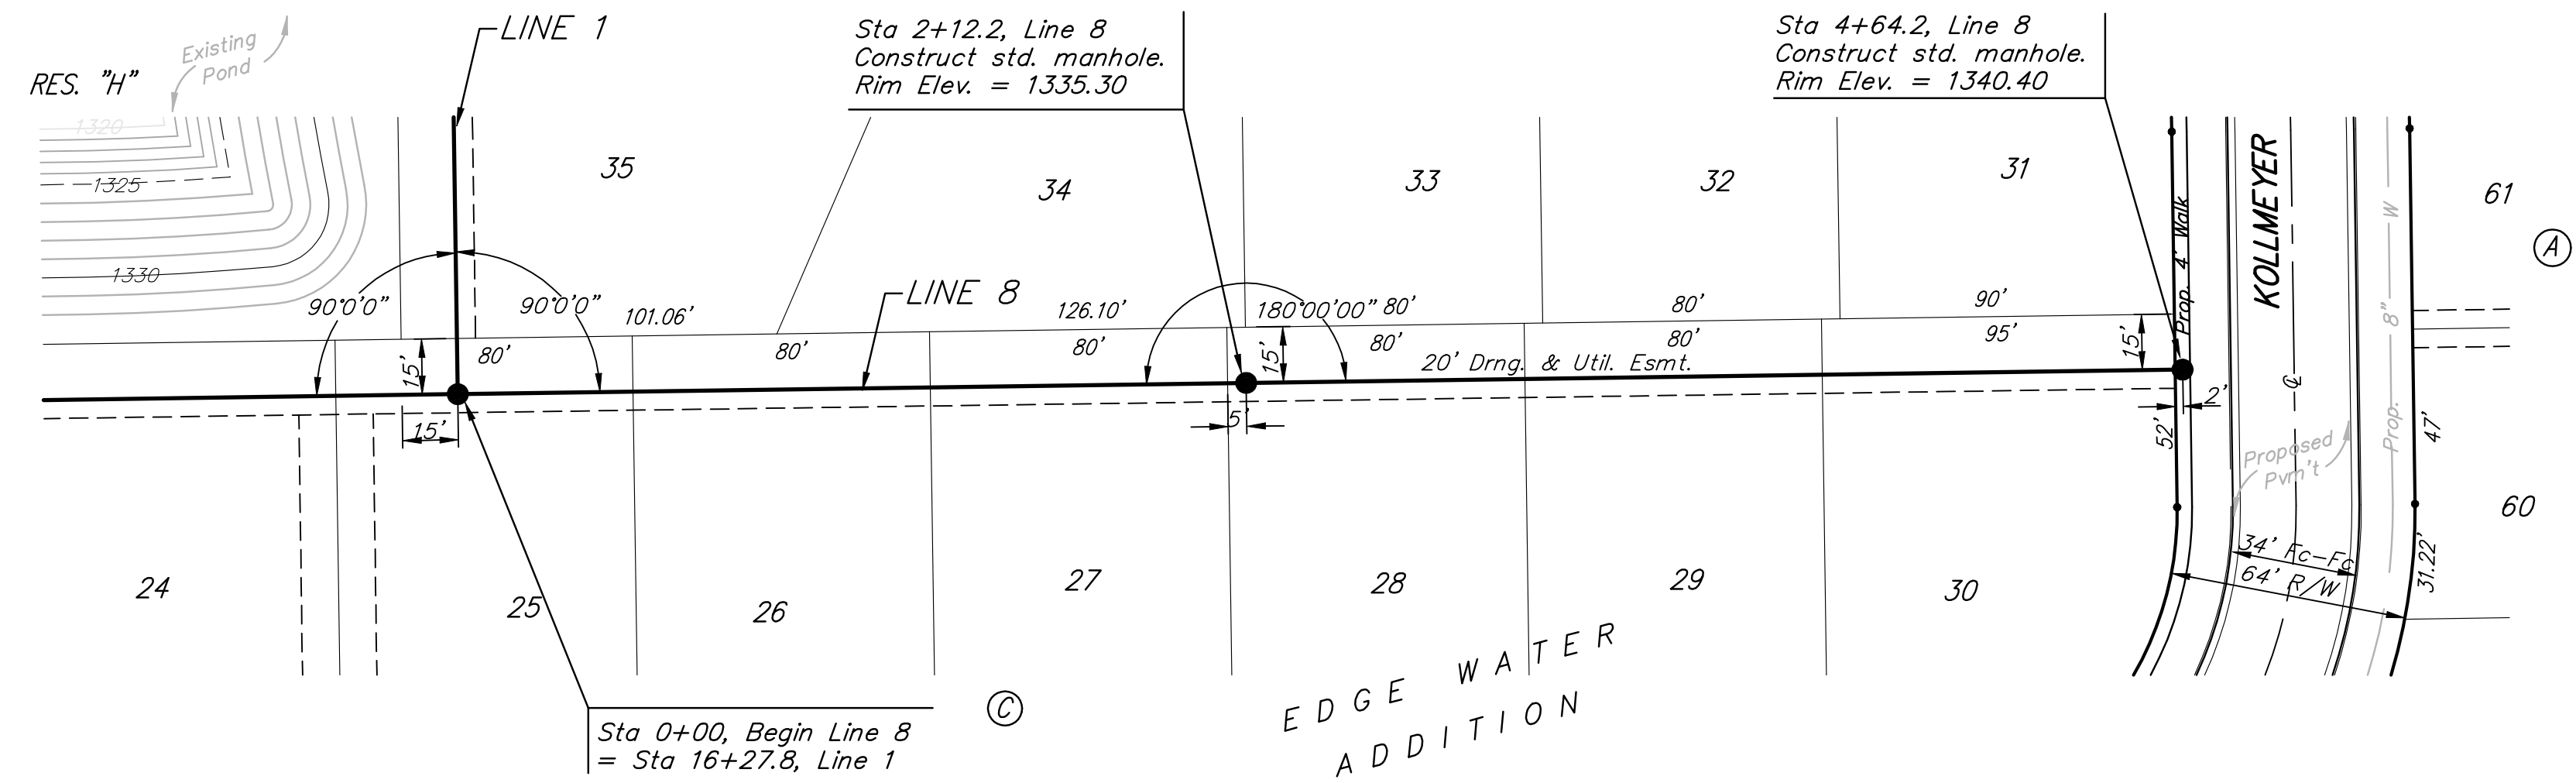 LINE 1
Sta 2+12.2, Line 8
Construct std. manhole.
Rim Elev. = 1335.30
Sta 4+64.2, Line 8
Construct std. manhole.
Rim Elev. = 1340.40
Existing
Pond
RES. "H"
1320
1325
1330
35
34
33
32
31
61
A
KOLLMEYER
Prop. 4' Walk
W
8"
Prop.
LINE 8
90°0'0"
90°0'0"
101.06'
126.10'
180°00'00"
80'
80'
90'
15'
80'
80'
80'
15'
80'
80'
95'
15'
20' Drng. & Util. Esmt.
15'
5'
2'
52'
47'
℄
Proposed
Pvm't
34' Fc-Fc
64' R/W
31.22'
24
25
26
27
28
29
30
60
EDGE WATER
ADDITION
C
Sta 0+00, Begin Line 8
= Sta 16+27.8, Line 1